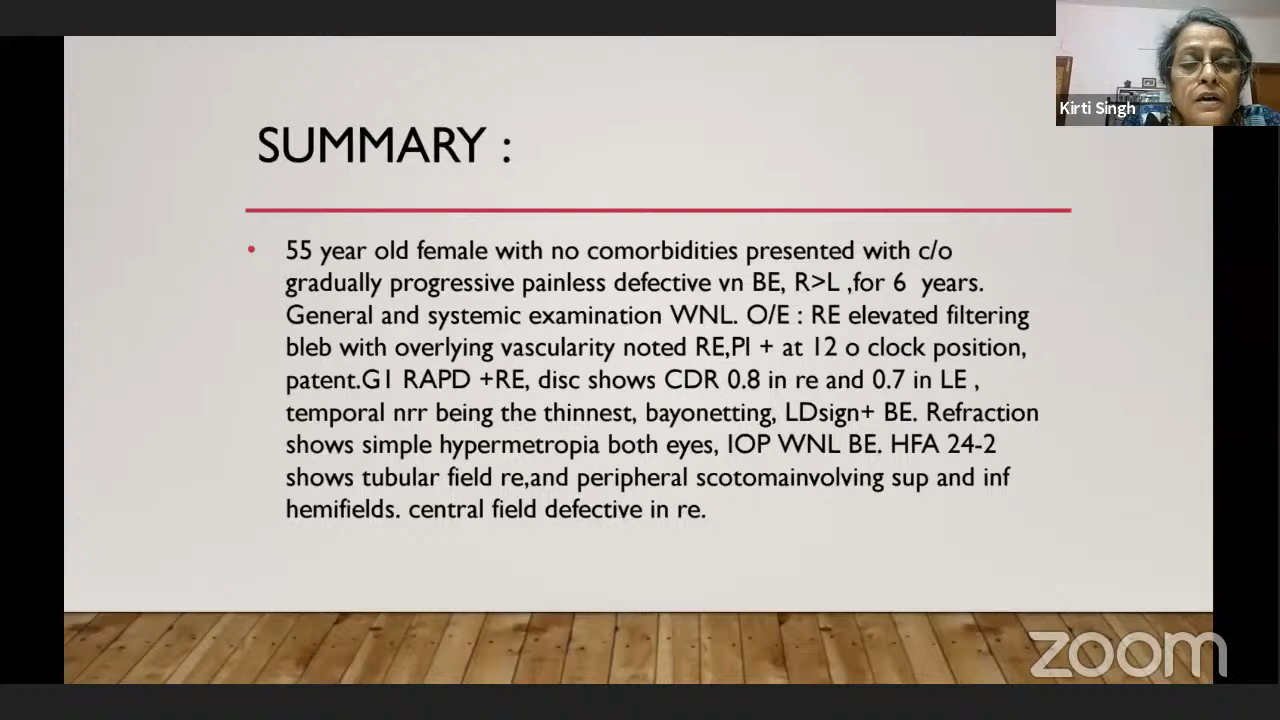 Kirti Singh
SUMMARY :
• 55 year old female with no comorbidities presented with c/o
gradually progressive painless defective vn BE, R>L ,for 6 years.
General and systemic examination WNL. O/E : RE elevated filtering
bleb with overlying vascularity noted RE,PI + at 12 o clock position,
patent.G1 RAPD +RE, disc shows CDR 0.8 in re and 0.7 in LE ,
temporal nrr being the thinnest, bayonetting, LDsign+ BE. Refraction
shows simple hypermetropia both eyes, IOP WNL BE. HFA 24-2
shows tubular field re,and peripheral scotomainvolving sup and inf
hemifields. central field defective in re.
zoom